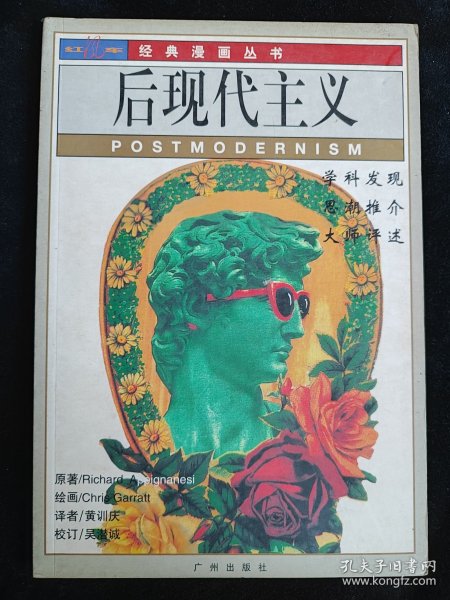 红风车 经典漫画丛书
后现代主义
POSTMODERNISM
学科发现
思潮推介
大师评述
原著/Richard Appignanesi
绘画/Chris Garratt
译者/黄训庆
校订/吴潜诚
广州出版社
孔夫子旧书网
www.kongfz.com